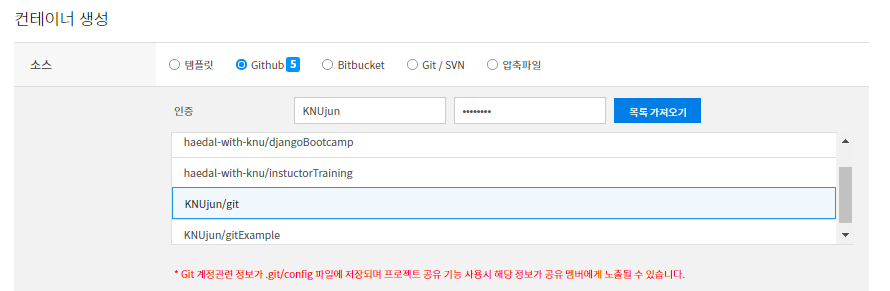 컨테이너 생성
소스 템플릿 Github 5 Bitbucket Git / SVN 압축파일
인증 KNUjun •••••••• 목록 가져오기
haedal-with-knu/djangoBootcamp
haedal-with-knu/instuctorTraining
KNUjun/git
KNUjun/gitExample
* Git 계정관련 정보가 .git/config 파일에 저장되며 프로젝트 공유 기능 사용시 해당 정보가 공유 멤버에게 노출될 수 있습니다.